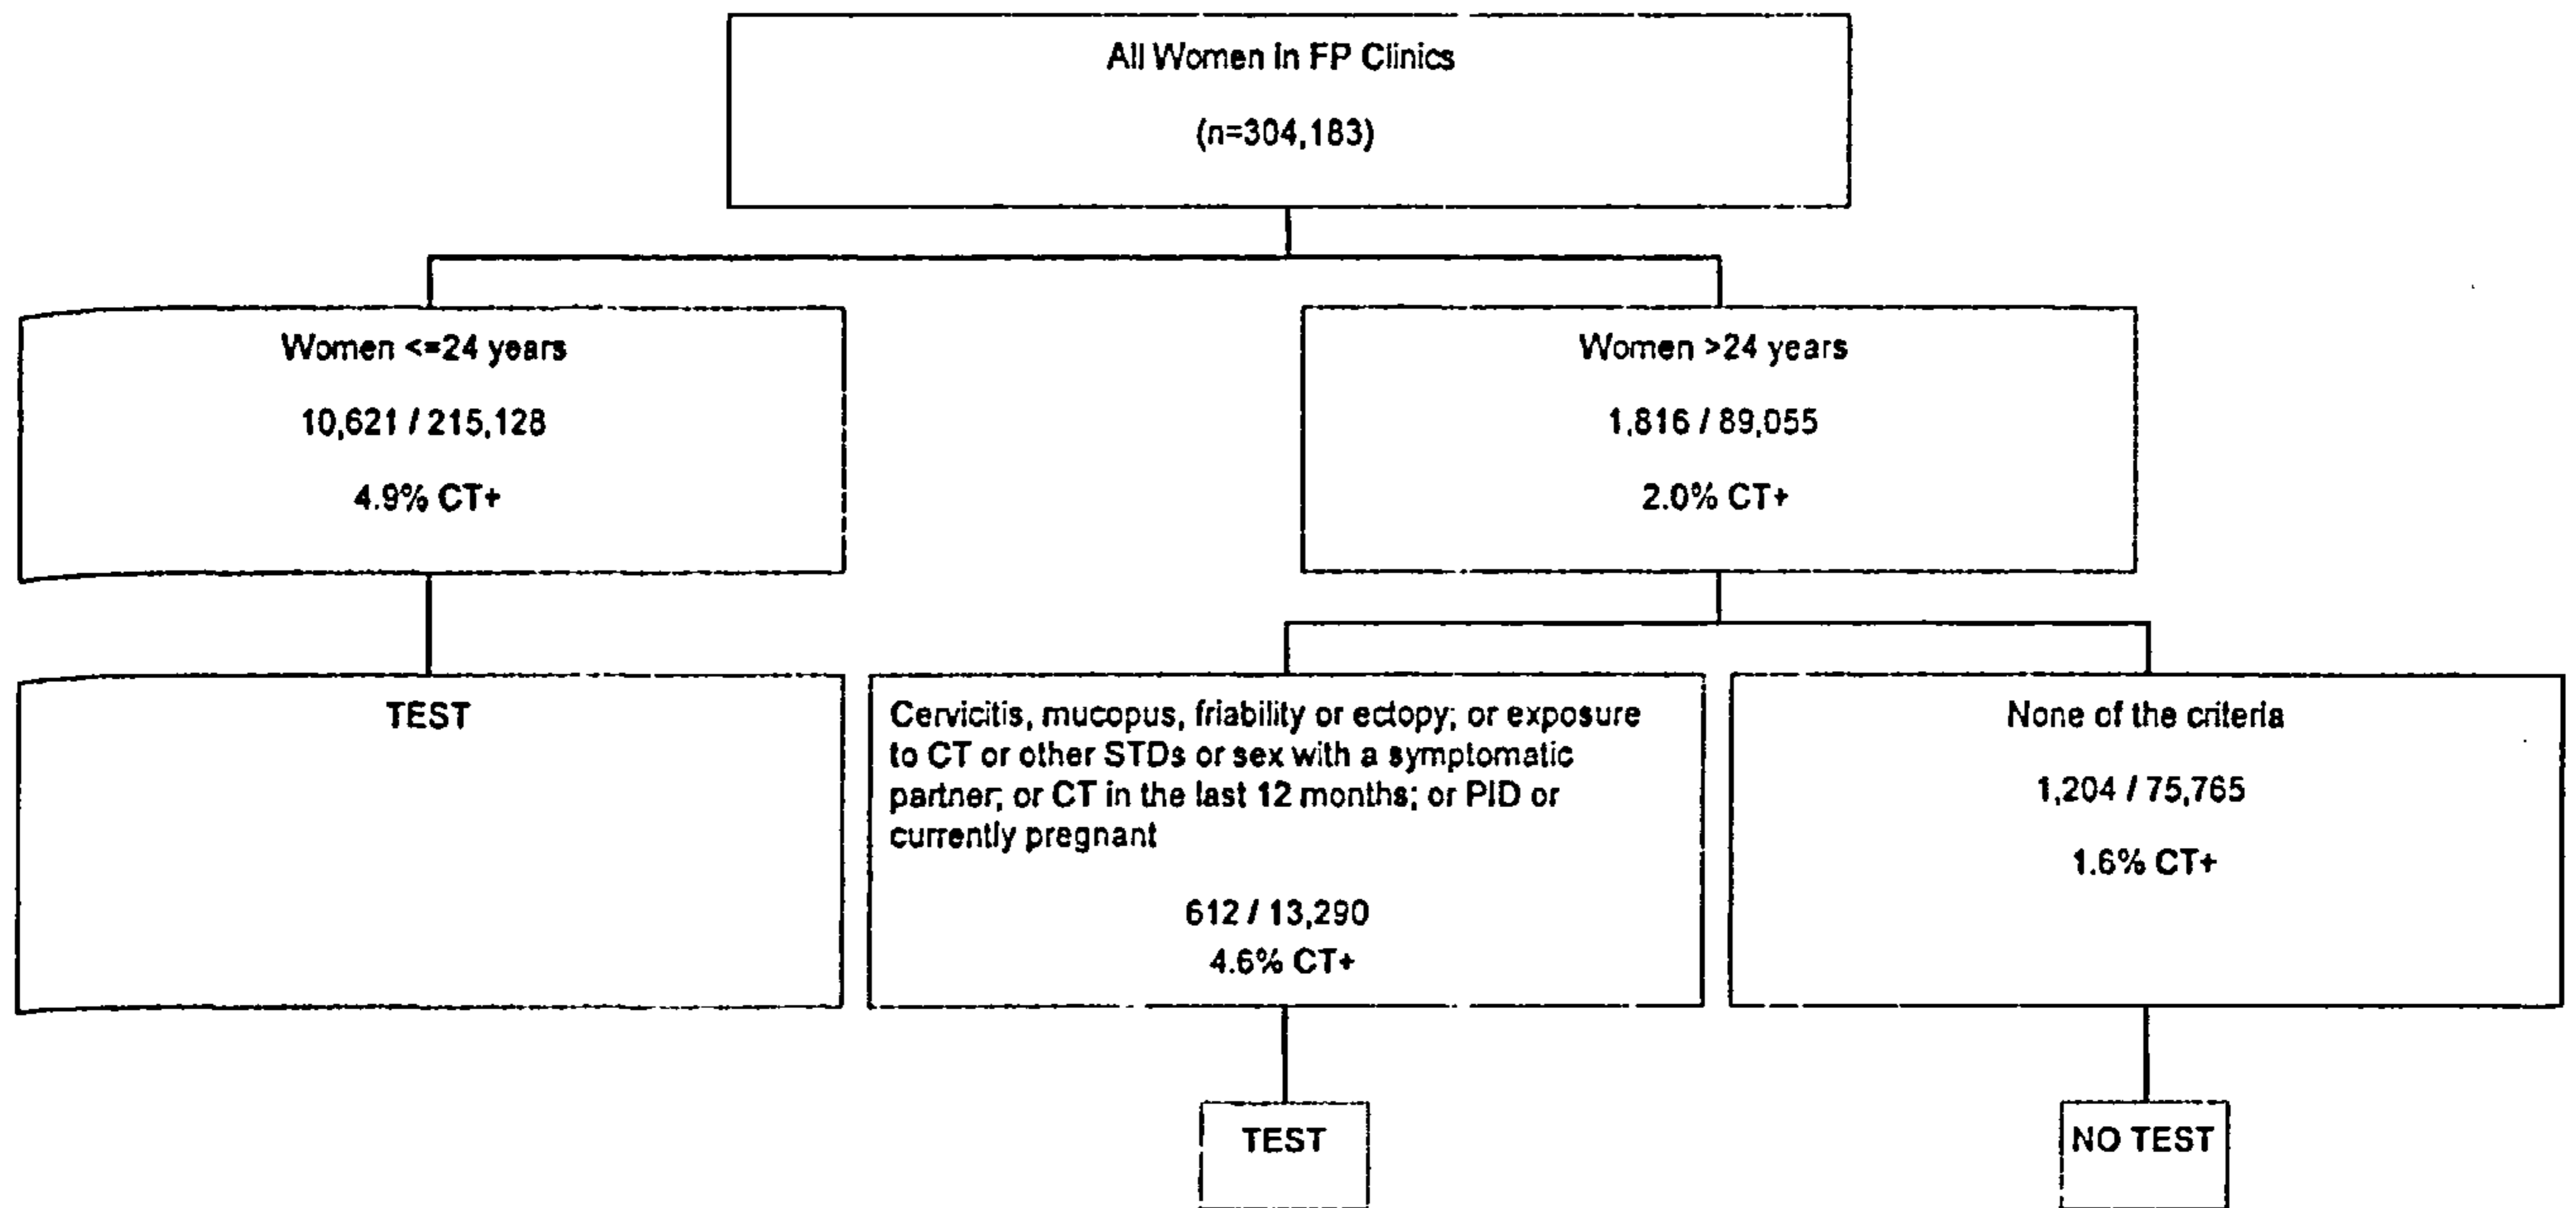 All Women in FP Clinics
(n=304,183)
Women <=24 years
10,621 / 215,128
4.9% CT+
Women >24 years
1,816 / 89,055
2.0% CT+
TEST
Cervicitis, mucopus, friability or ectopy; or exposure
to CT or other STDs or sex with a symptomatic
partner; or CT in the last 12 months; or PID or
currently pregnant
612 / 13,290
4.6% CT+
None of the criteria
1,204 / 75,765
1.6% CT+
TEST
NO TEST